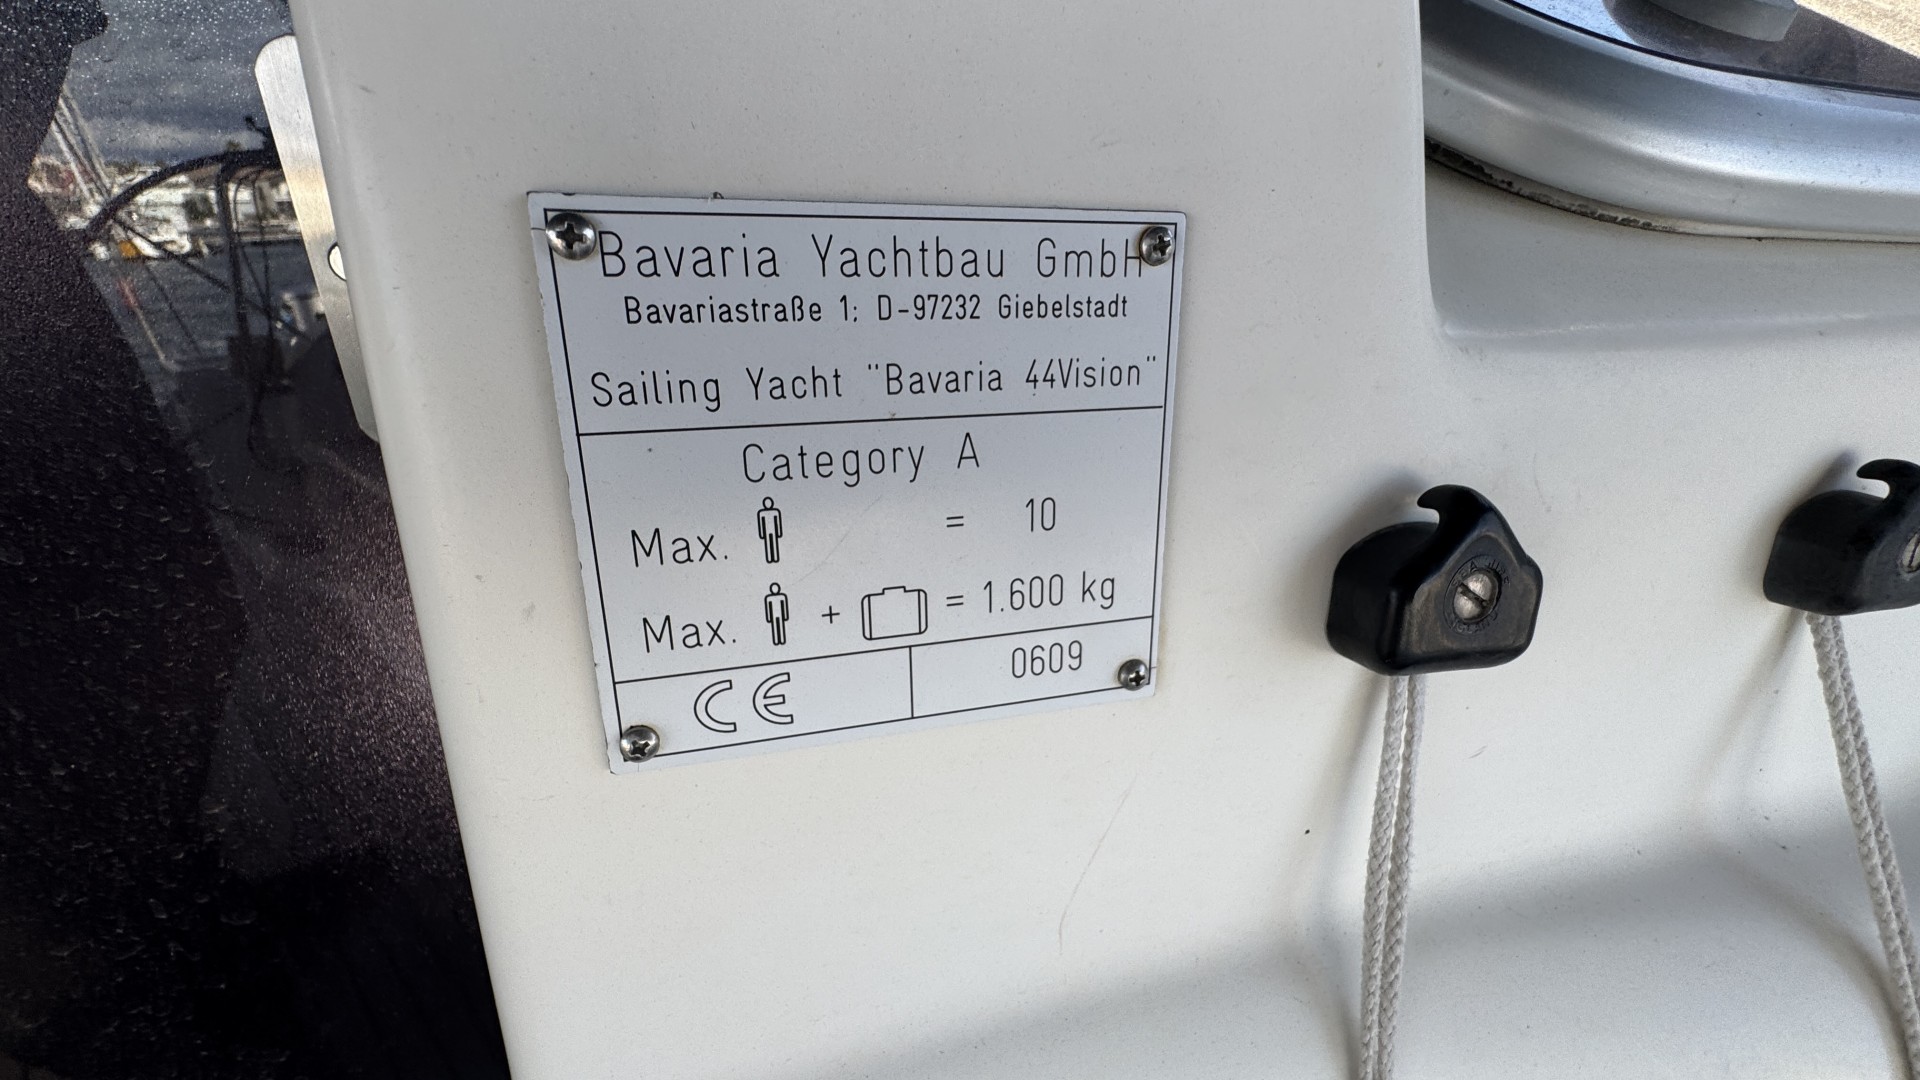 Bavaria Yachtbau GmbH
Bavariastraße 1; D-97232 Giebelstadt
Sailing Yacht "Bavaria 44Vision"
Category A
Max. = 10
Max. + = 1.600 kg
CE 0609